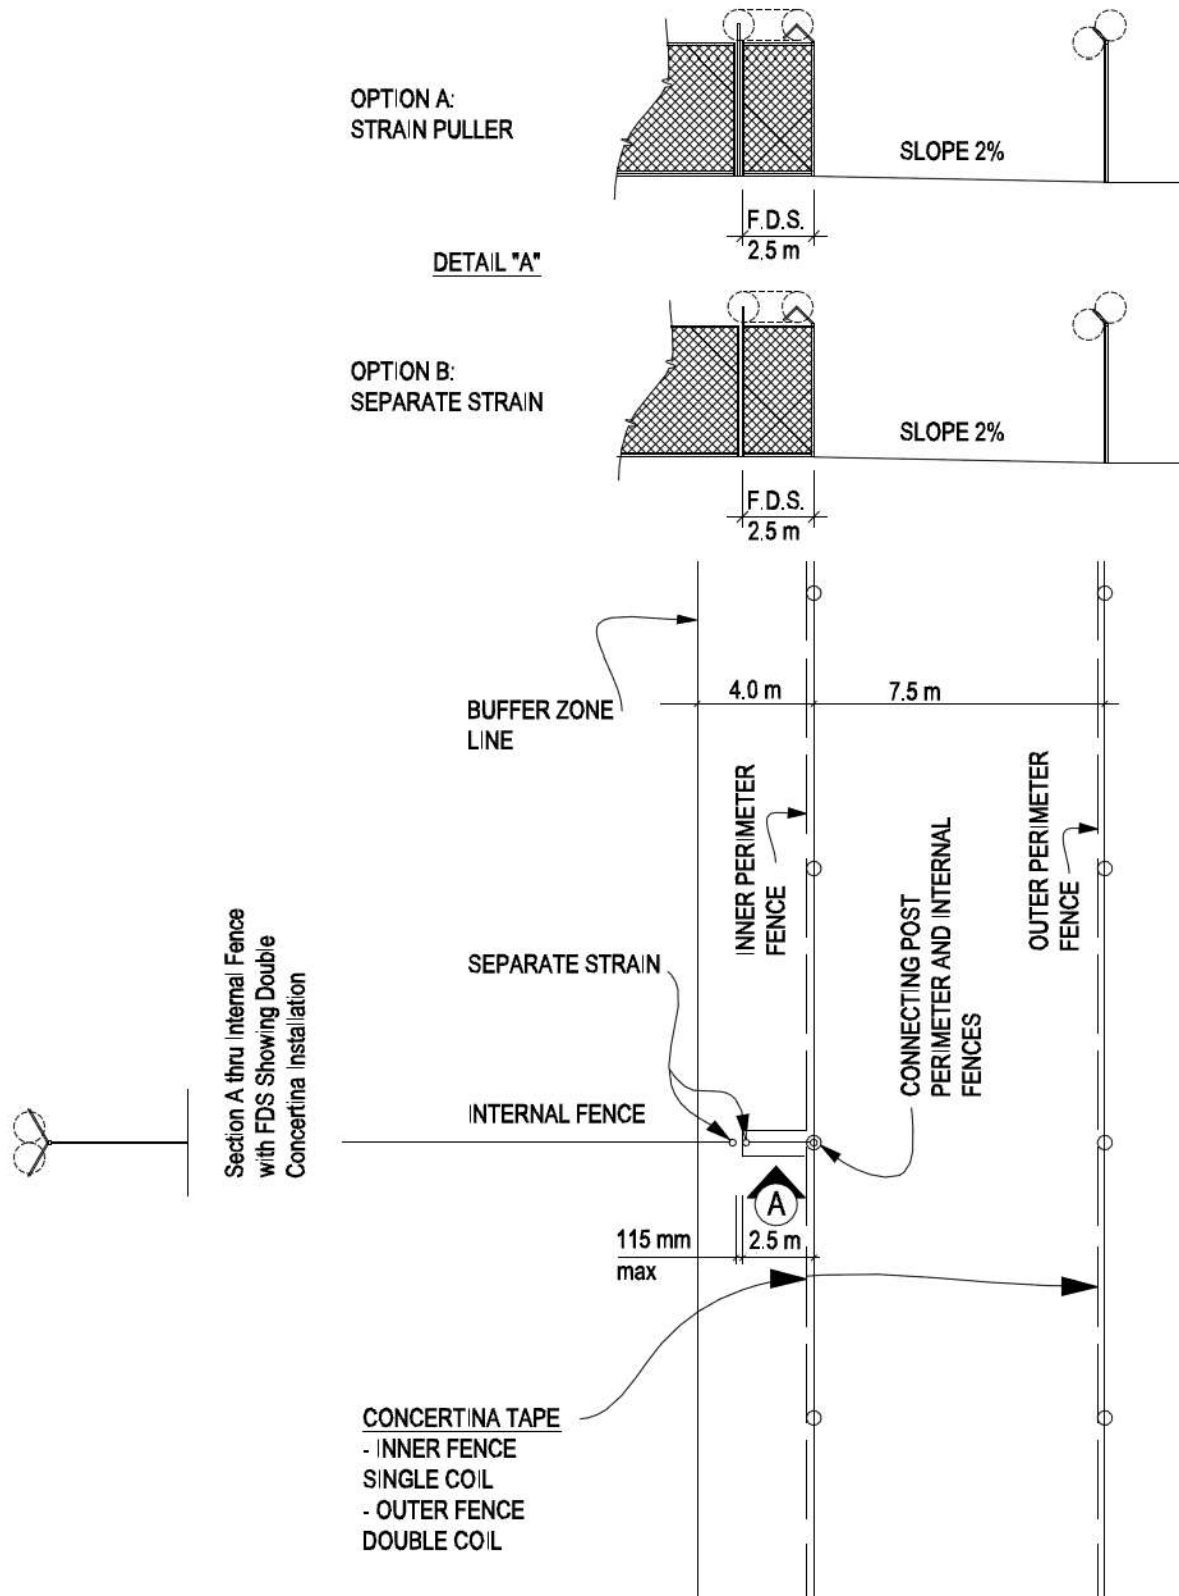 OPTION A:
STRAIN PULLER
SLOPE 2%
F.D.S.
2.5 m
DETAIL "A"
OPTION B:
SEPARATE STRAIN
SLOPE 2%
F.D.S.
2.5 m
4.0 m
7.5 m
BUFFER ZONE
LINE
INNER PERIMETER
FENCE
OUTER PERIMETER
FENCE
CONNECTING POST
PERIMETER AND INTERNAL
FENCES
SEPARATE STRAIN
Section A thru Internal Fence
with FDS Showing Double
Concertina Installation
INTERNAL FENCE
A
115 mm
max
2.5 m
CONCERTINA TAPE
- INNER FENCE
SINGLE COIL
- OUTER FENCE
DOUBLE COIL